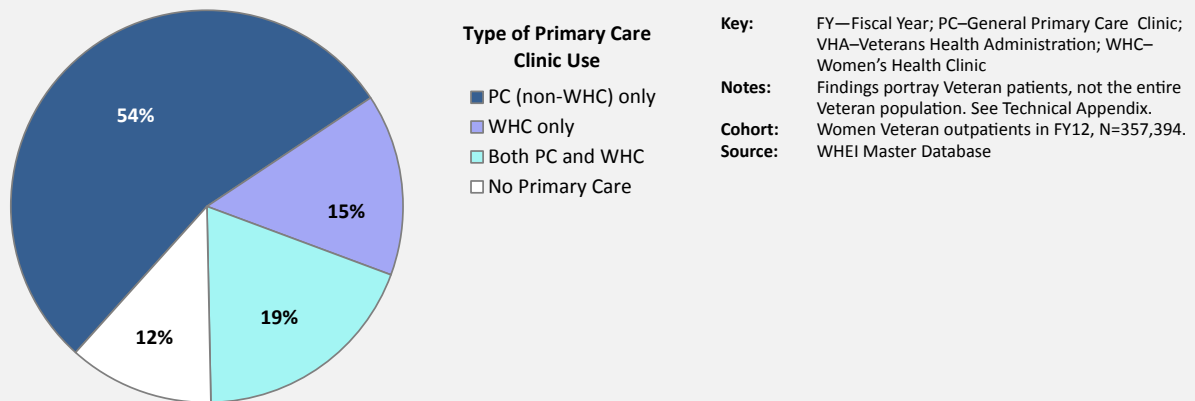 54%
15%
19%
12%
Type of Primary Care
Clinic Use
PC (non-WHC) only
WHC only
Both PC and WHC
No Primary Care
Key: FY—Fiscal Year; PC–General Primary Care Clinic;
VHA–Veterans Health Administration; WHC–
Women’s Health Clinic
Notes: Findings portray Veteran patients, not the entire
Veteran population. See Technical Appendix.
Cohort: Women Veteran outpatients in FY12, N=357,394.
Source: WHEI Master Database